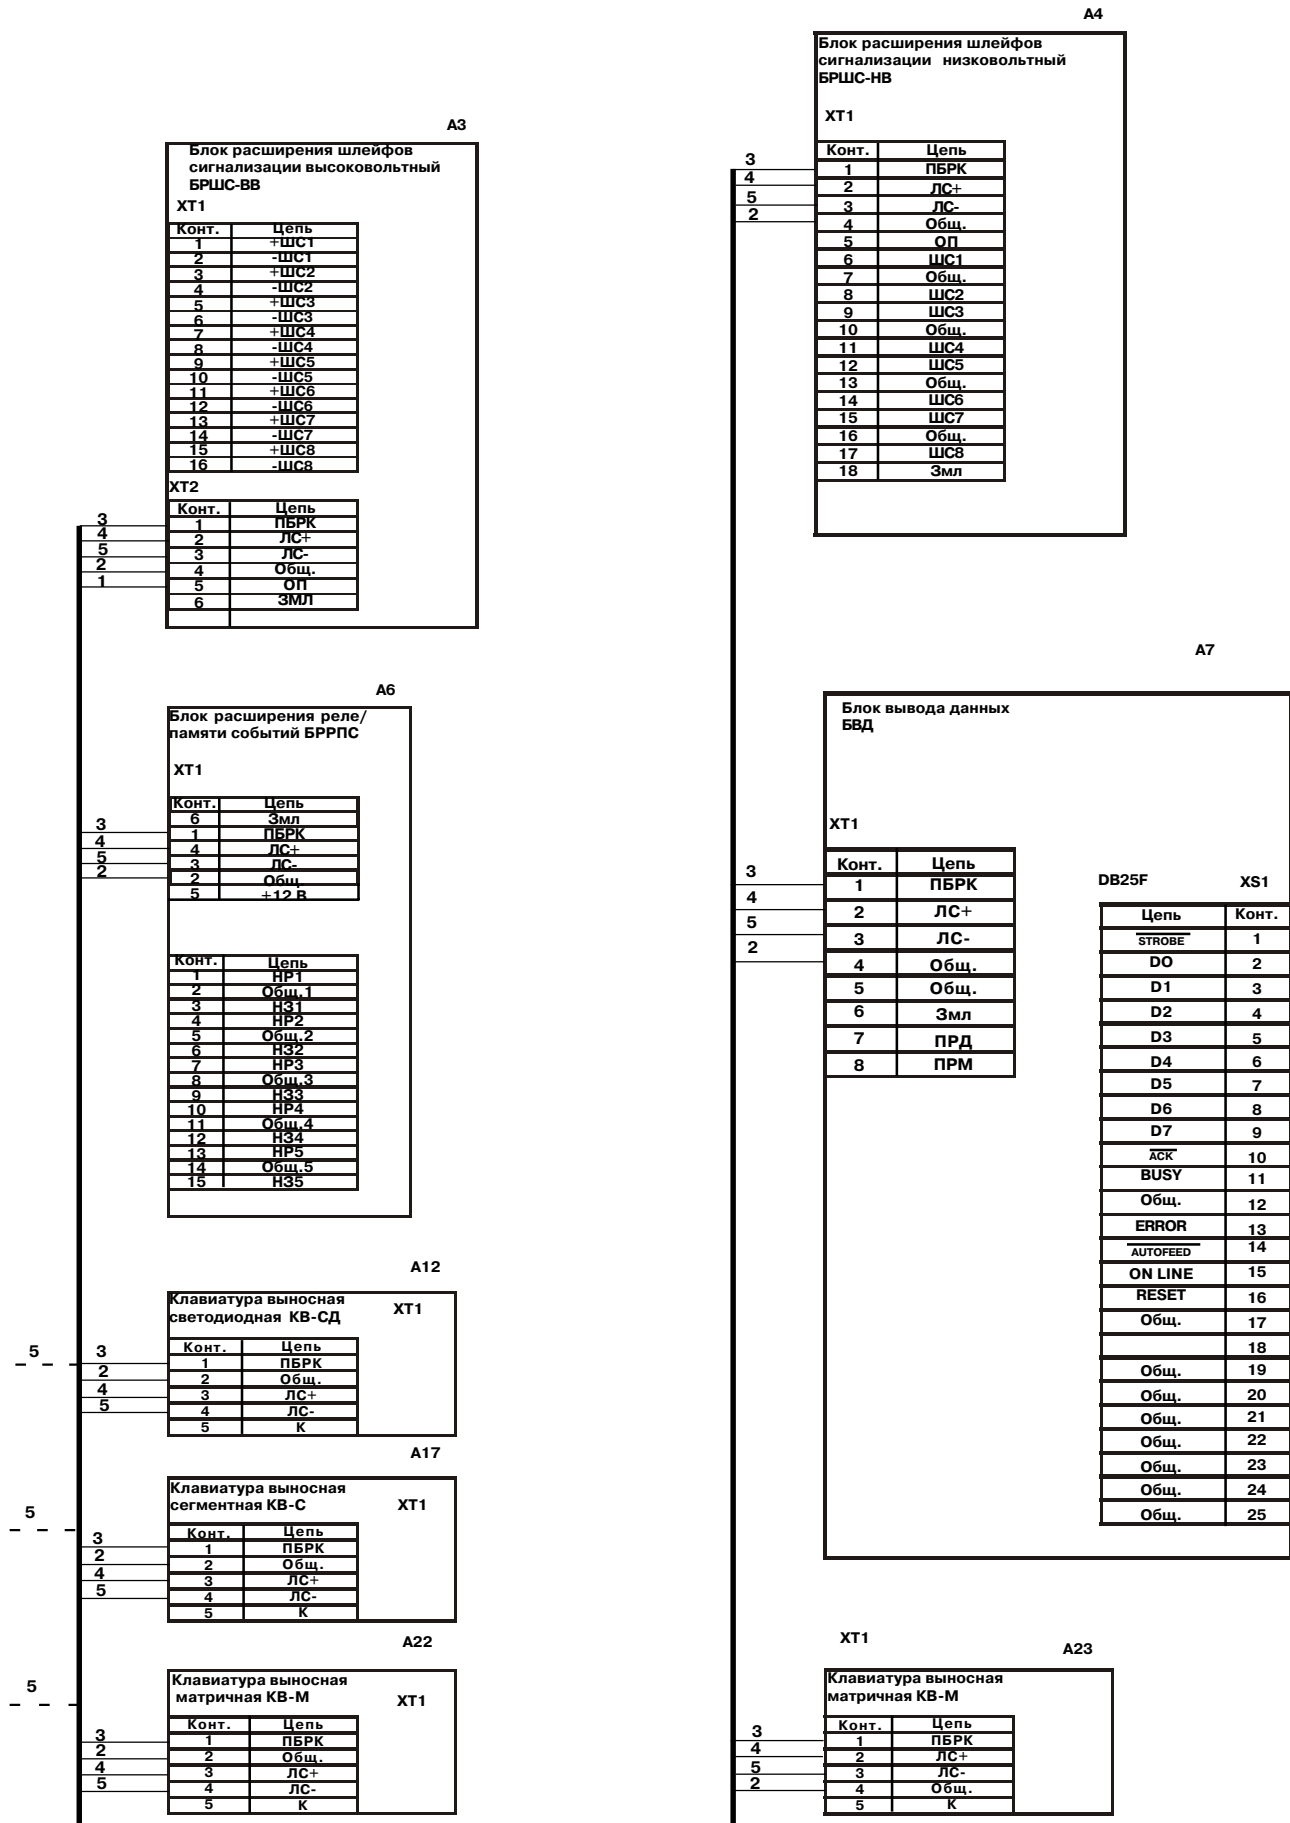 A3
Блок расширения шлейфов
сигнализации высоковольтный
БРШС-ВВ
XT1
Конт. Цепь
1 +ШС1
2 -ШС1
3 +ШС2
4 -ШС2
5 +ШС3
6 -ШС3
7 +ШС4
8 -ШС4
9 +ШС5
10 -ШС5
11 +ШС6
12 -ШС6
13 +ШС7
14 -ШС7
15 +ШС8
16 -ШС8
XT2
Конт. Цепь
3 1 ПБРК
4 2 ЛС+
5 3 ЛС-
2 4 Общ.
1 5 ОП
6 ЗМЛ
A6
Блок расширения реле/
памяти событий БРРПС
XT1
Конт. Цепь
6 Змл
3 1 ПБРК
4 4 ЛС+
5 3 ЛС-
2 2 Общ.
5 +12 В
Конт. Цепь
1 НР1
2 Общ.1
3 НЗ1
4 НР2
5 Общ.2
6 НЗ2
7 НР3
8 Общ.3
9 НЗ3
10 НР4
11 Общ.4
12 НЗ4
13 НР5
14 Общ.5
15 НЗ5
A12
Клавиатура выносная
светодиодная КВ-СД
XT1
Конт. Цепь
5
3 1 ПБРК
2 2 Общ.
4 3 ЛС+
5 4 ЛС-
5 К
A17
Клавиатура выносная
сегментная КВ-С
XT1
5
Конт. Цепь
3 1 ПБРК
2 2 Общ.
4 3 ЛС+
5 4 ЛС-
5 К
A22
Клавиатура выносная
матричная КВ-М
XT1
5
Конт. Цепь
3 1 ПБРК
2 2 Общ.
4 3 ЛС+
5 4 ЛС-
5 К
A4
Блок расширения шлейфов
сигнализации низковольтный
БРШС-НВ
XT1
Конт. Цепь
3 1 ПБРК
4 2 ЛС+
5 3 ЛС-
2 4 Общ.
5 ОП
6 ШС1
7 Общ.
8 ШС2
9 ШС3
10 Общ.
11 ШС4
12 ШС5
13 Общ.
14 ШС6
15 ШС7
16 Общ.
17 ШС8
18 Змл
A7
Блок вывода данных
БВД
XT1
Конт. Цепь
3 1 ПБРК
4 2 ЛС+
5 3 ЛС-
2 4 Общ.
5 Общ.
6 Змл
7 ПРД
8 ПРМ
DB25F XS1
Цепь Конт.
STROBE 1
DO 2
D1 3
D2 4
D3 5
D4 6
D5 7
D6 8
D7 9
ACK 10
BUSY 11
Общ. 12
ERROR 13
AUTOFEED 14
ON LINE 15
RESET 16
Общ. 17
18
Общ. 19
Общ. 20
Общ. 21
Общ. 22
Общ. 23
Общ. 24
Общ. 25
XT1
A23
Клавиатура выносная
матричная КВ-М
Конт. Цепь
3 1 ПБРК
4 2 ЛС+
5 3 ЛС-
2 4 Общ.
5 К